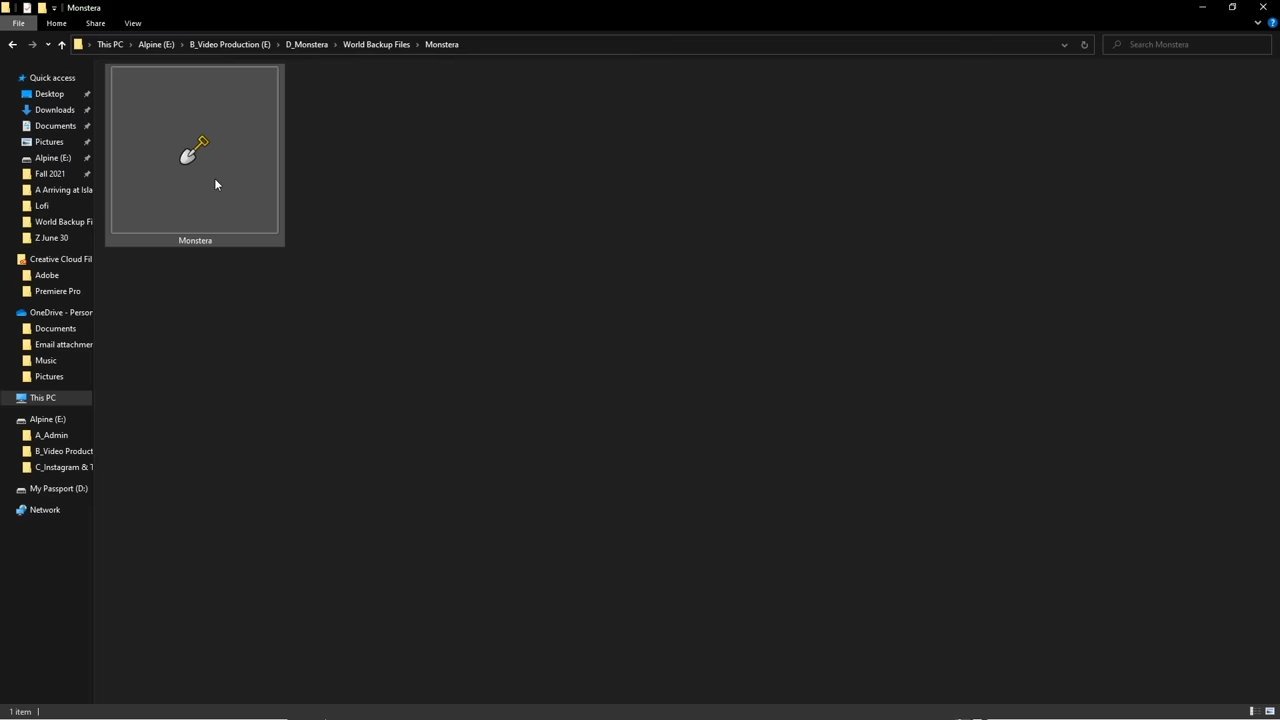 Monstera
File Home Share View
This PC Alpine (E:) B_Video Production (E) D_Monstera World Backup Files Monstera Search Monstera
Quick access
Desktop
Downloads
Documents
Pictures
Alpine (E:)
Fall 2021
A Arriving at Isla
Lofi
World Backup Fi
Z June 30
Creative Cloud Fil
Adobe
Premiere Pro
OneDrive - Person
Documents
Email attachmen
Music
Pictures
This PC
Alpine (E:)
A_Admin
B_Video Product
C_Instagram & T
My Passport (D:)
Network
Monstera
1 item